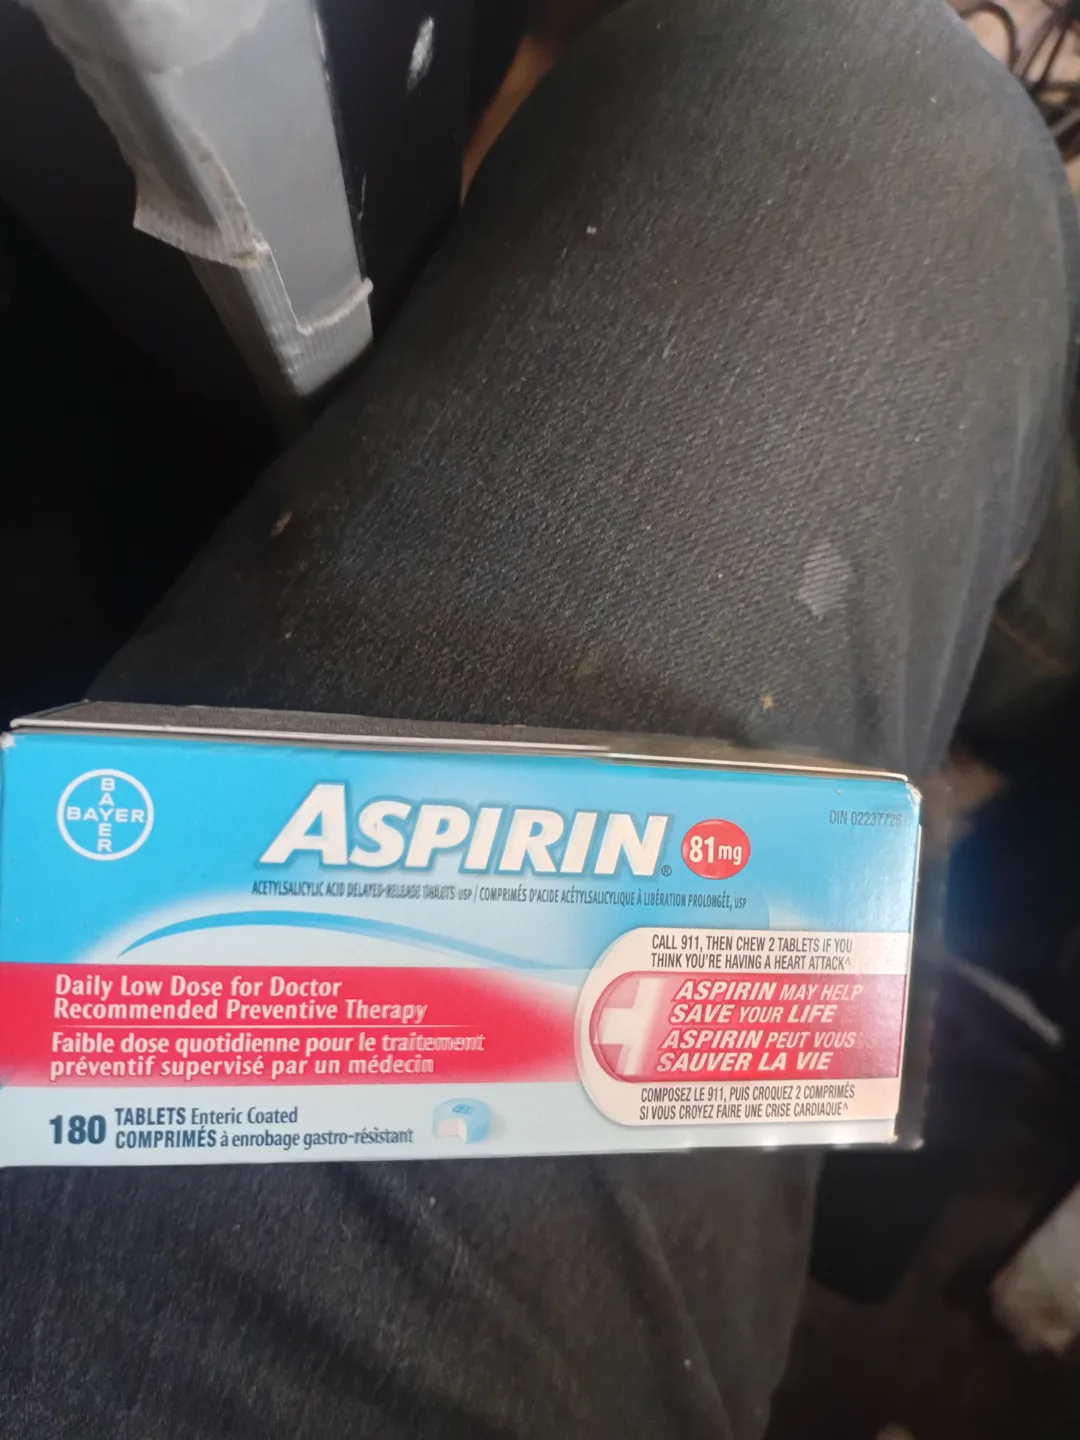 BAYER
BAYER
ASPIRIN®
81mg
DIN 02237726
ACETYLSALICYLIC ACID DELAYED-RELEASE TABLETS USP / COMPRIMÉS D'ACIDE ACÉTYLSALICYLIQUE À LIBÉRATION PROLONGÉE, USP
CALL 911, THEN CHEW 2 TABLETS IF YOU
THINK YOU'RE HAVING A HEART ATTACK^
Daily Low Dose for Doctor
Recommended Preventive Therapy
Faible dose quotidienne pour le traitement
préventif supervisé par un médecin
ASPIRIN MAY HELP
SAVE YOUR LIFE
ASPIRIN PEUT VOUS
SAUVER LA VIE
COMPOSEZ LE 911, PUIS CROQUEZ 2 COMPRIMÉS
SI VOUS CROYEZ FAIRE UNE CRISE CARDIAQUE^
180 TABLETS Enteric Coated
COMPRIMÉS à enrobage gastro-résistant
81